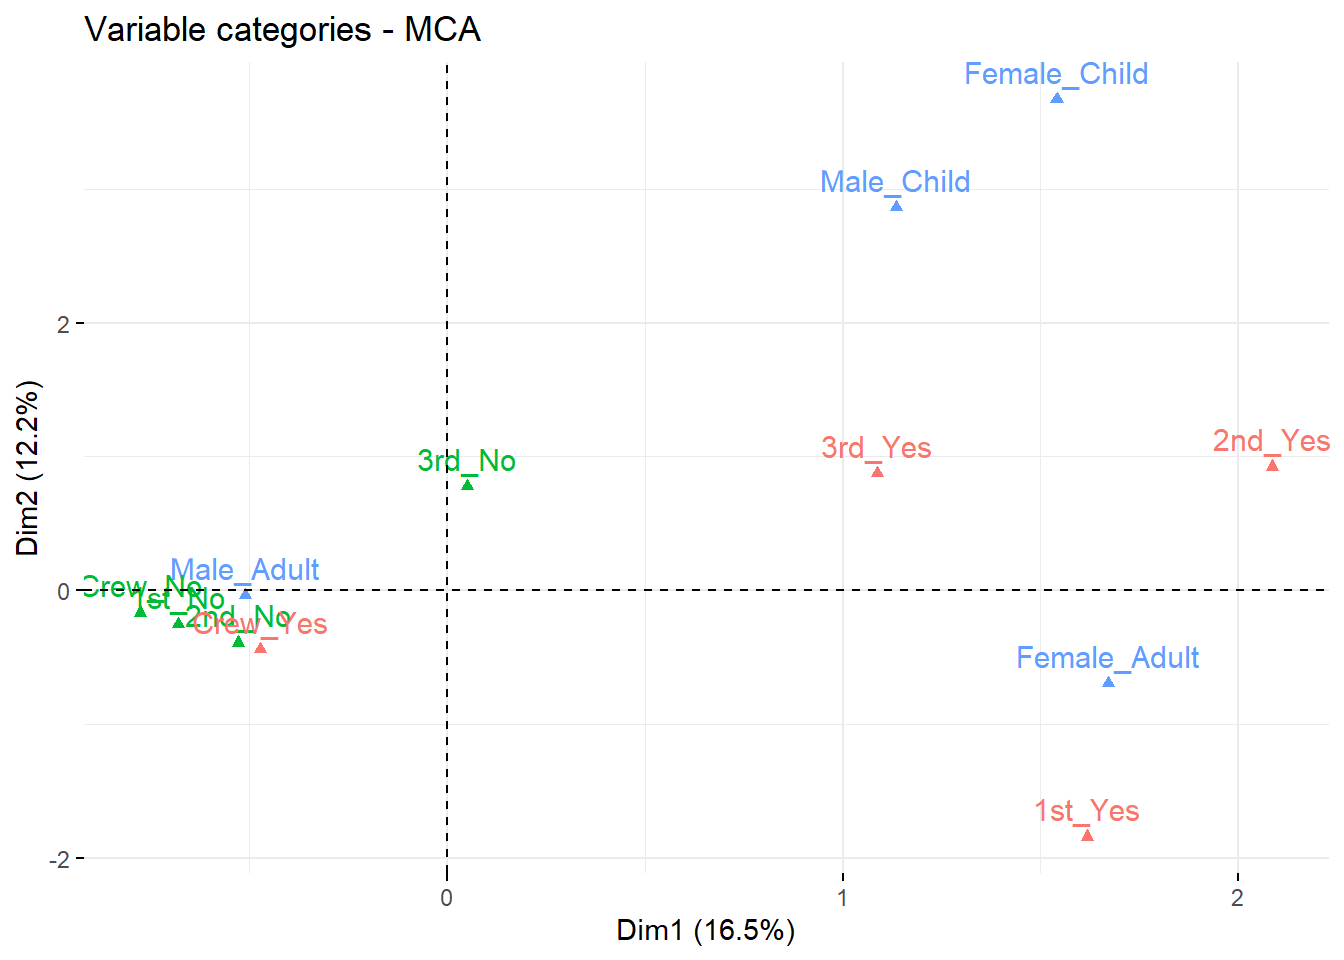 Variable categories - MCA
Female_Child
Male_Child
2nd_Yes
3rd_Yes
3rd_No
Male_Adult
Crew_No
1st_No
2nd_No
Crew_Yes
Female_Adult
1st_Yes
2
0
-2
0
1
2
Dim1 (16.5%)
Dim2 (12.2%)